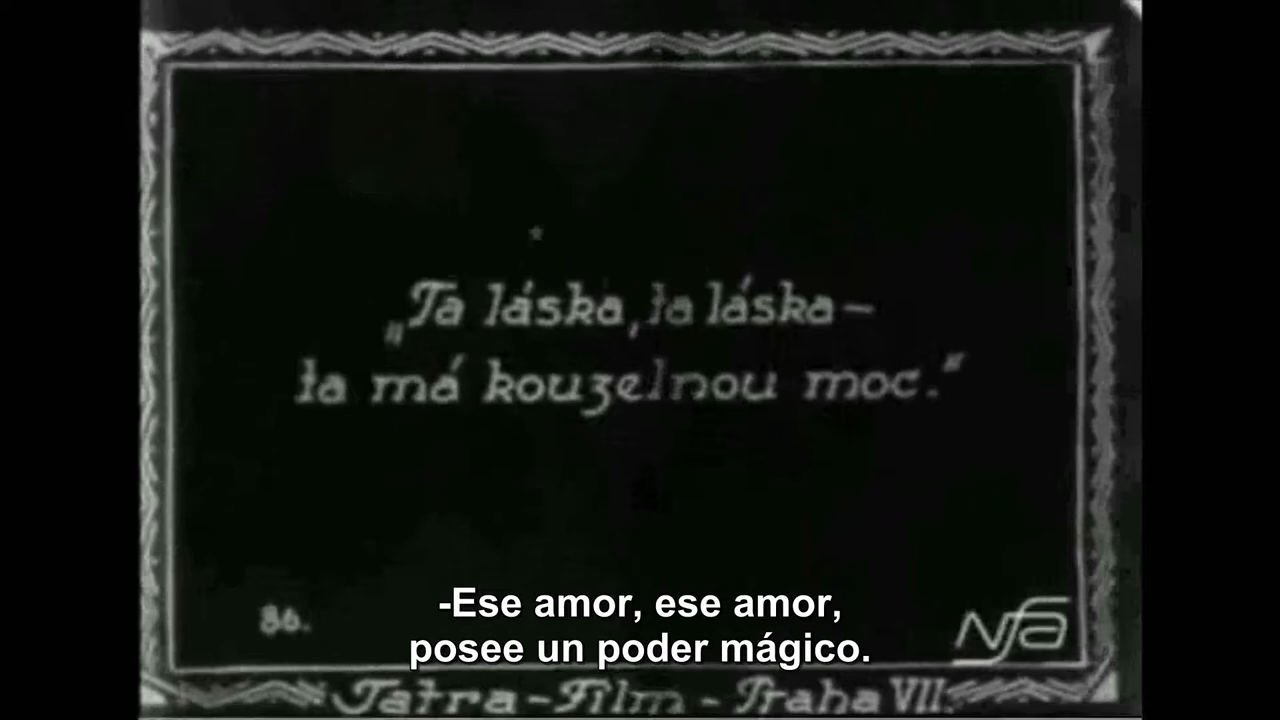 „Ta láska, ta láska –
ta má kouzelnou moc.“
86.
-Ese amor, ese amor,
posee un poder mágico.
nfa
Tatra-Film - Praha VII.